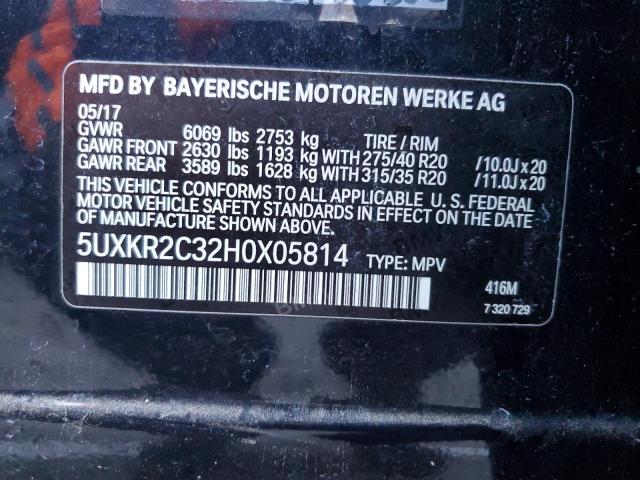 MFD BY BAYERISCHE MOTOREN WERKE AG
05/17
GVWR 6069 lbs 2753 kg TIRE / RIM
GAWR FRONT 2630 lbs 1193 kg WITH 275/40 R20 /10.0J x 20
GAWR REAR 3589 lbs 1628 kg WITH 315/35 R20 /11.0J x 20
THIS VEHICLE CONFORMS TO ALL APPLICABLE U. S. FEDERAL
MOTOR VEHICLE SAFETY STANDARDS IN EFFECT ON THE DATE
OF MANUFACTURE SHOWN ABOVE.
5UXKR2C32H0X05814 TYPE: MPV
416M
7 320 729